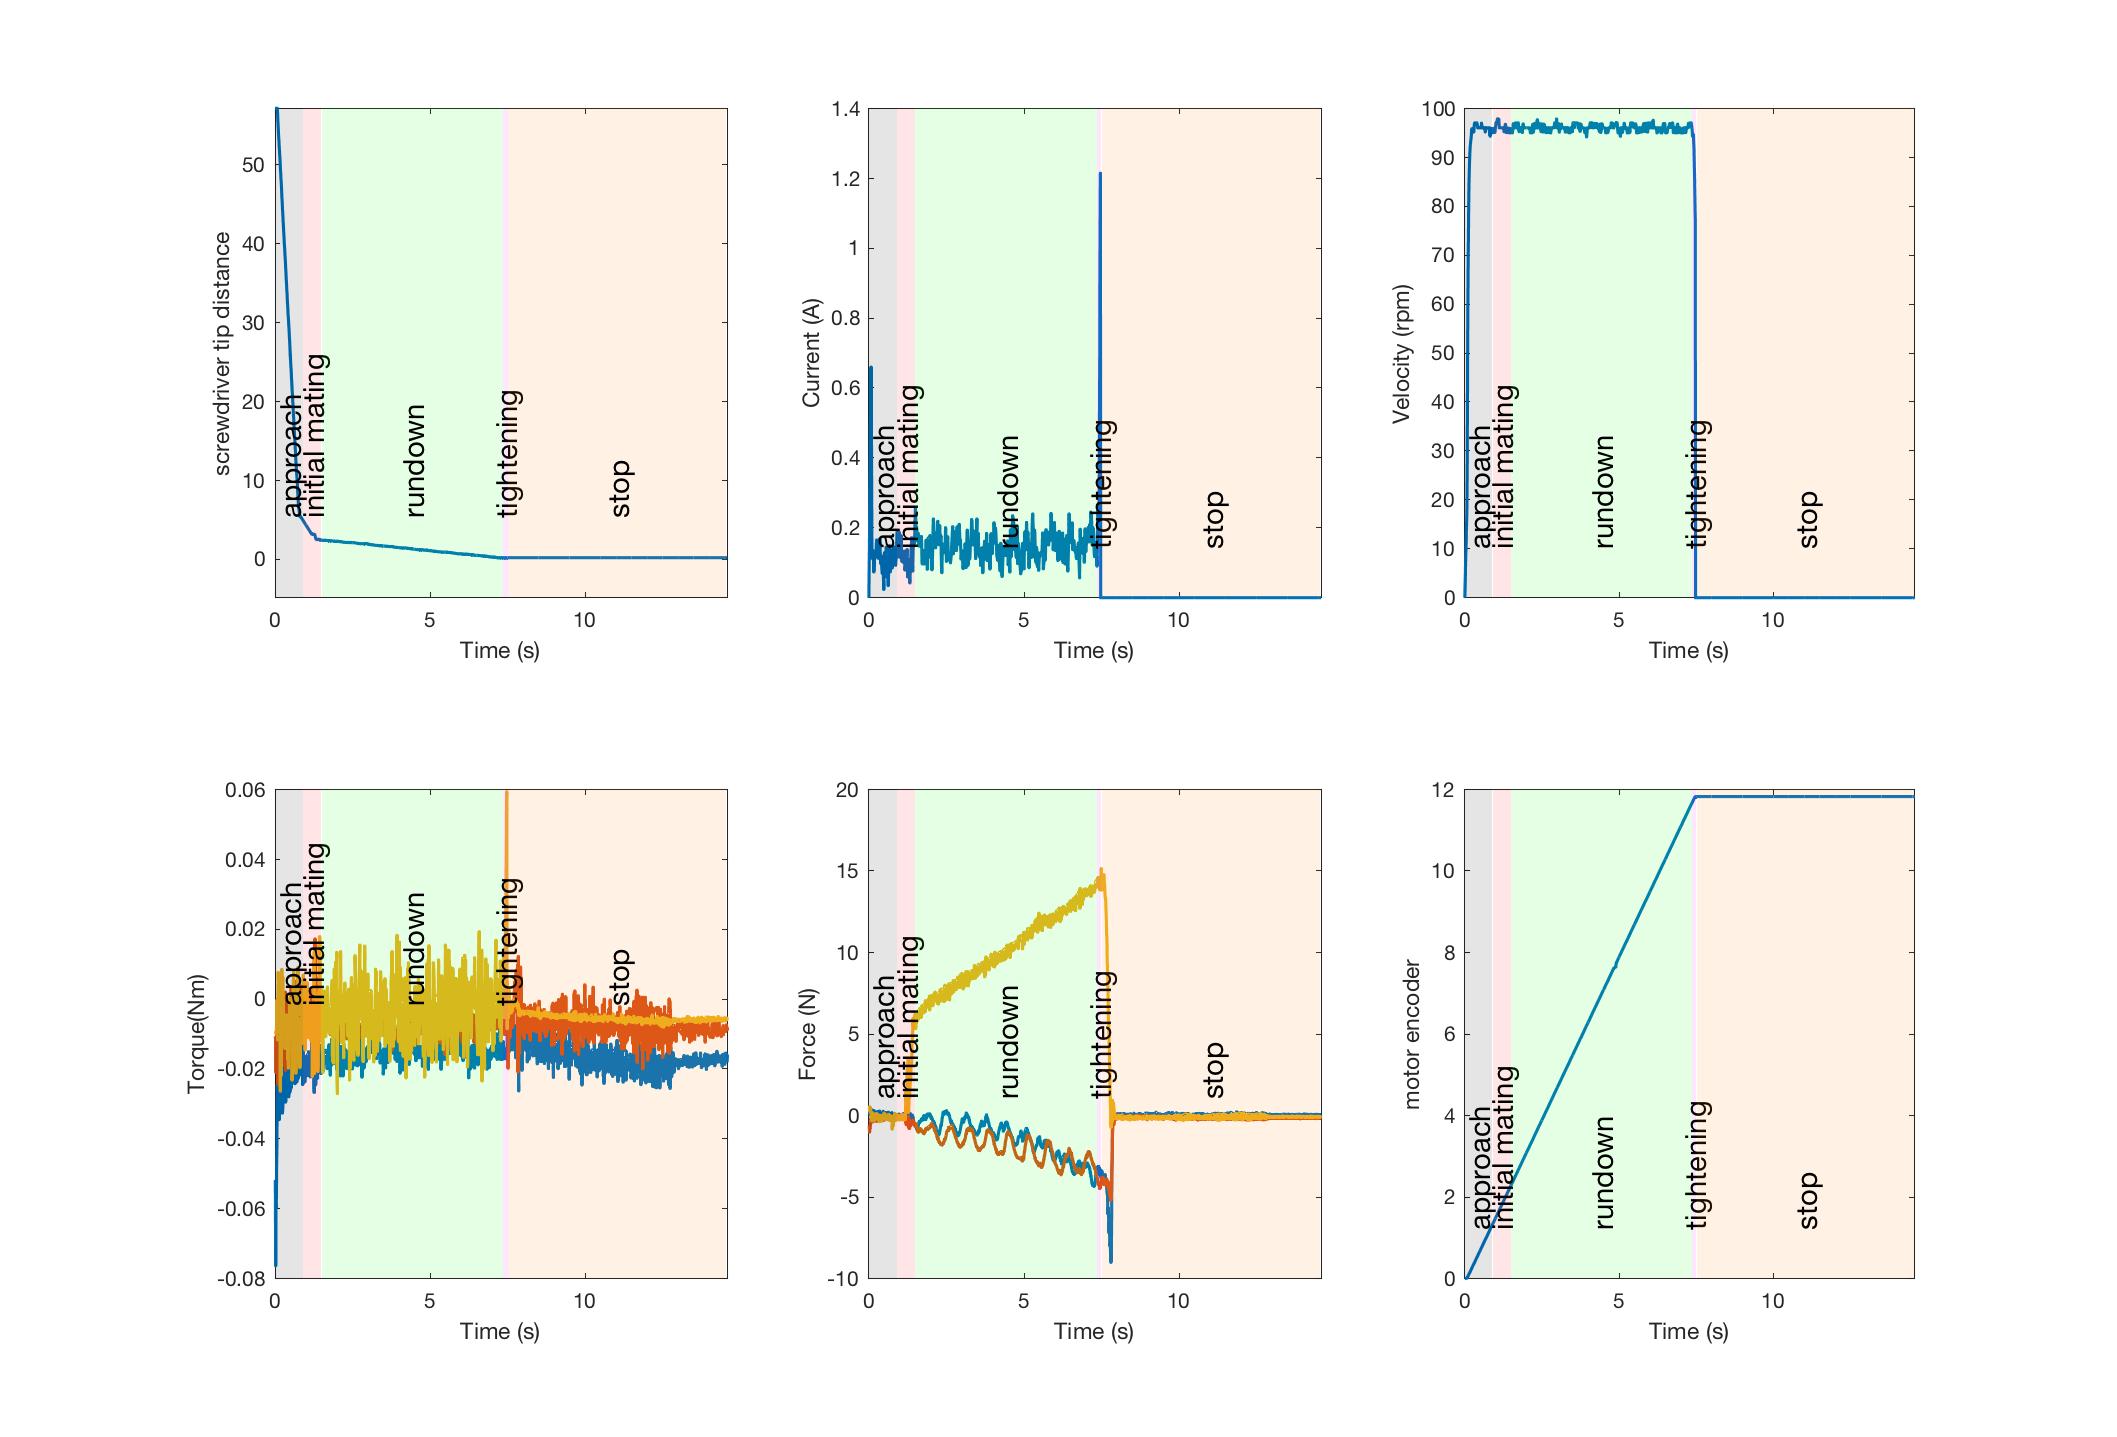 screwdriver tip distance
50
40
30
20
10
0
approach
initial mating
rundown
tightening
stop
0 5 10
Time (s)
Current (A)
1.4
1.2
1
0.8
0.6
0.4
0.2
0
approach
initial mating
rundown
tightening
stop
0 5 10
Time (s)
Velocity (rpm)
100
90
80
70
60
50
40
30
20
10
0
approach
initial mating
rundown
tightening
stop
0 5 10
Time (s)
Torque(Nm)
0.06
0.04
0.02
0
-0.02
-0.04
-0.06
-0.08
approach
initial mating
rundown
tightening
stop
0 5 10
Time (s)
Force (N)
20
15
10
5
0
-5
-10
approach
initial mating
rundown
tightening
stop
0 5 10
Time (s)
motor encoder
12
10
8
6
4
2
0
approach
initial mating
rundown
tightening
stop
0 5 10
Time (s)